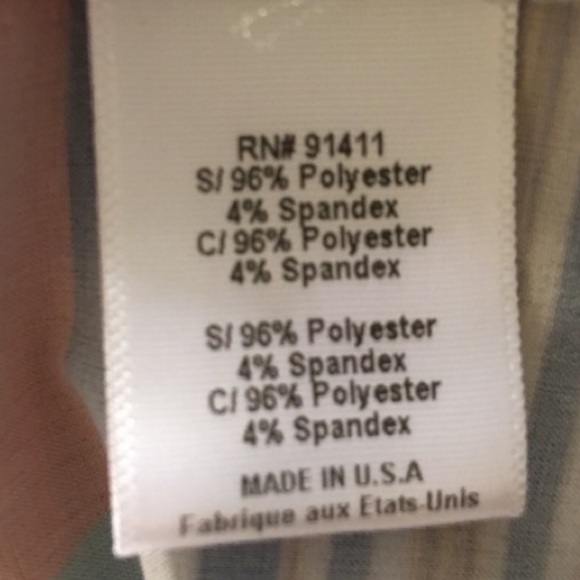 RN# 91411
S/ 96% Polyester
4% Spandex
C/ 96% Polyester
4% Spandex
S/ 96% Polyester
4% Spandex
C/ 96% Polyester
4% Spandex
MADE IN U.S.A
Fabrique aux Etats-Unis